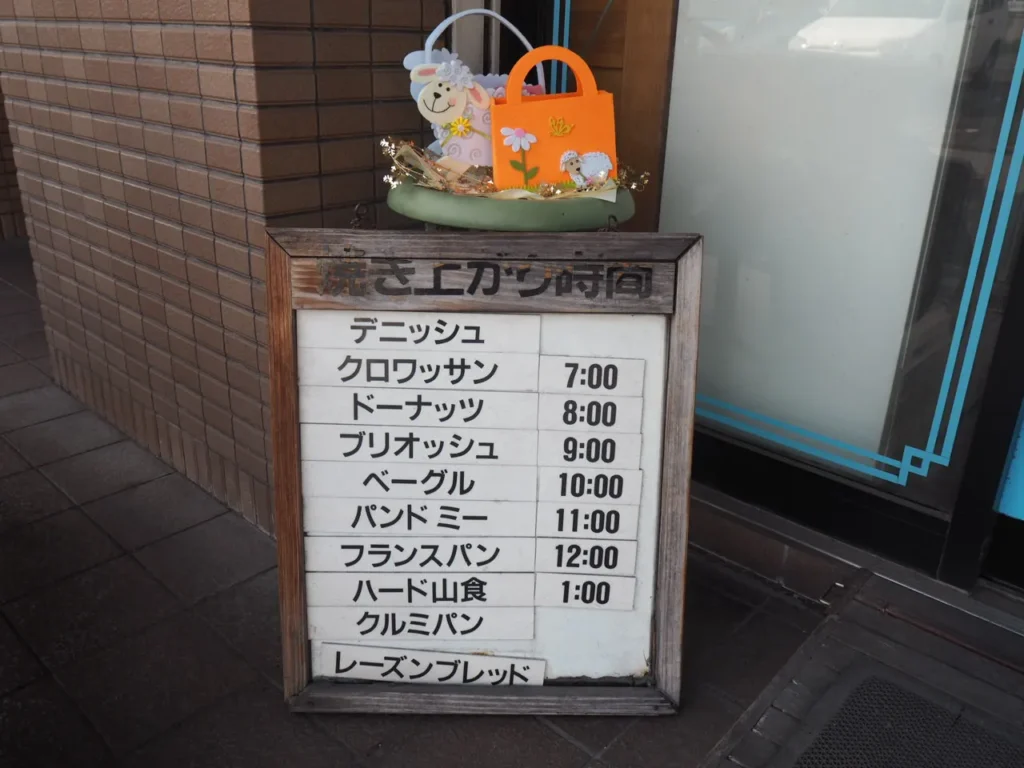 焼き上がり時間
デニッシュ
クロワッサン 7:00
ドーナッツ 8:00
ブリオッシュ 9:00
ベーグル 10:00
パンドミー 11:00
フランスパン 12:00
ハード山食 1:00
クルミパン
レーズンブレッド